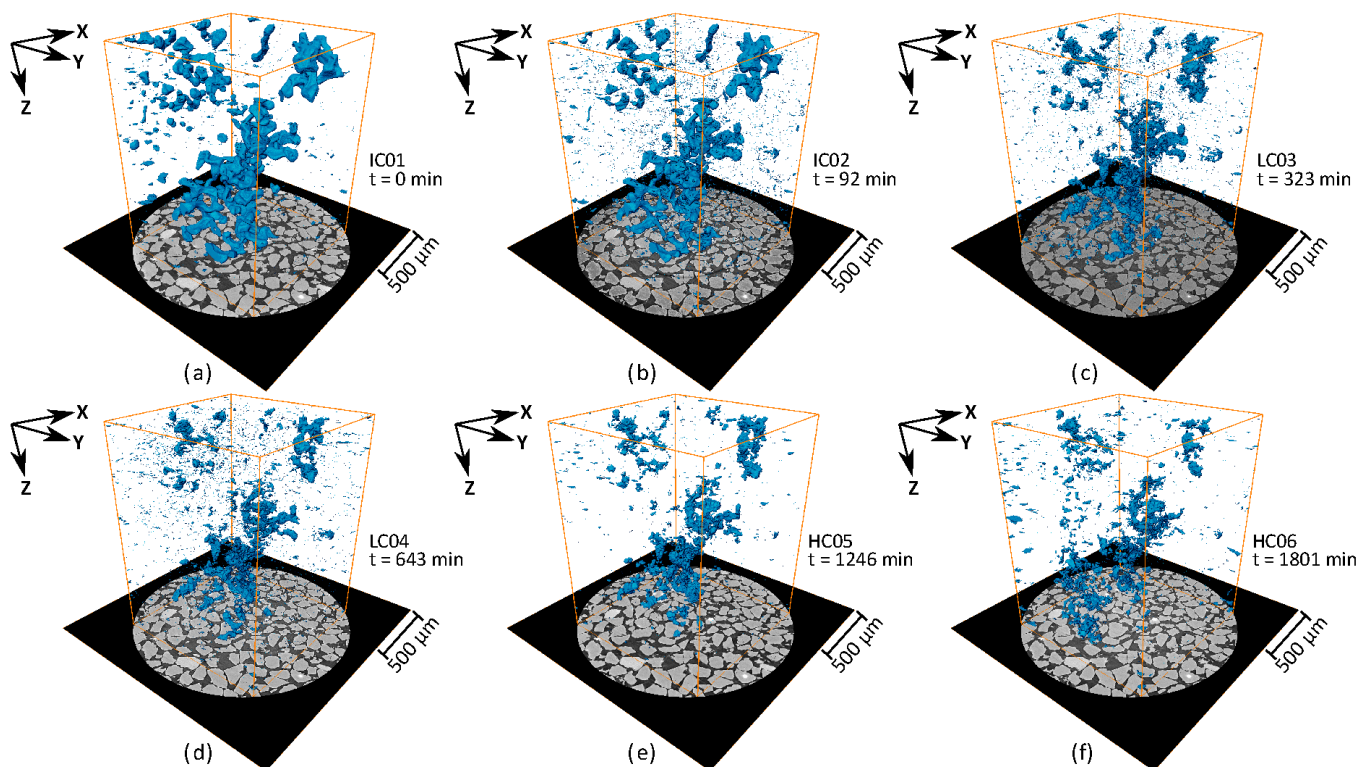 X
Y
Z
IC01
t = 0 min
500 µm
(a)
X
Y
Z
IC02
t = 92 min
500 µm
(b)
X
Y
Z
LC03
t = 323 min
500 µm
(c)
X
Y
Z
LC04
t = 643 min
500 µm
(d)
X
Y
Z
HC05
t = 1246 min
500 µm
(e)
X
Y
Z
HC06
t = 1801 min
500 µm
(f)